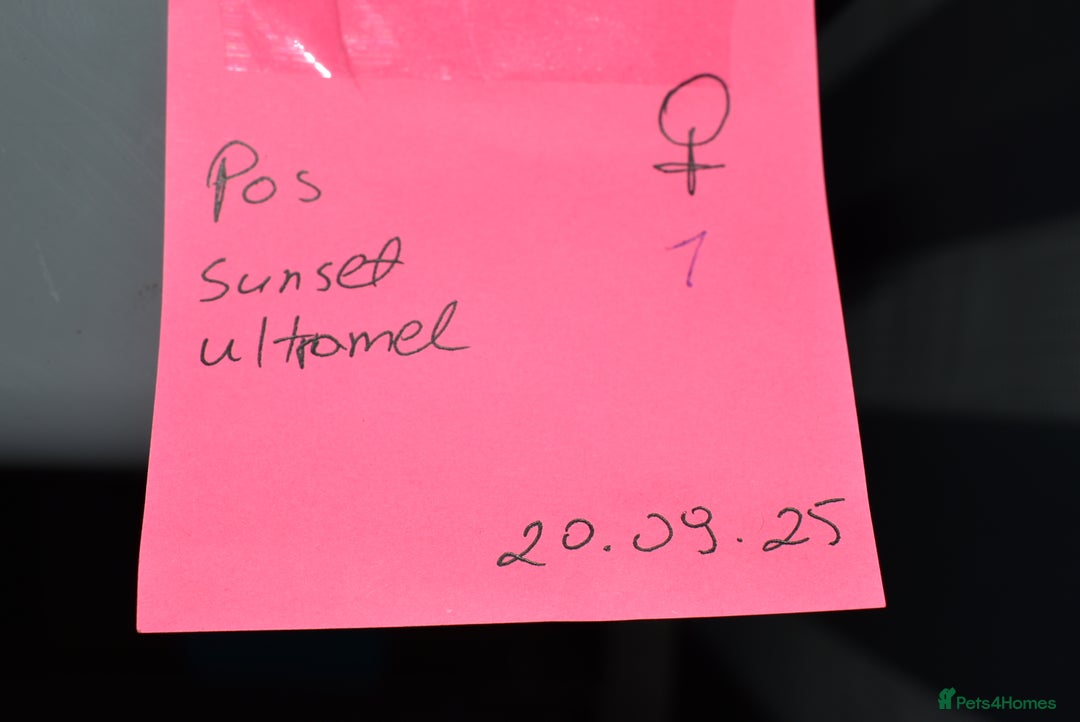 Pos ♀
sunset 1
ultramel
20.09.25
Pets4Homes